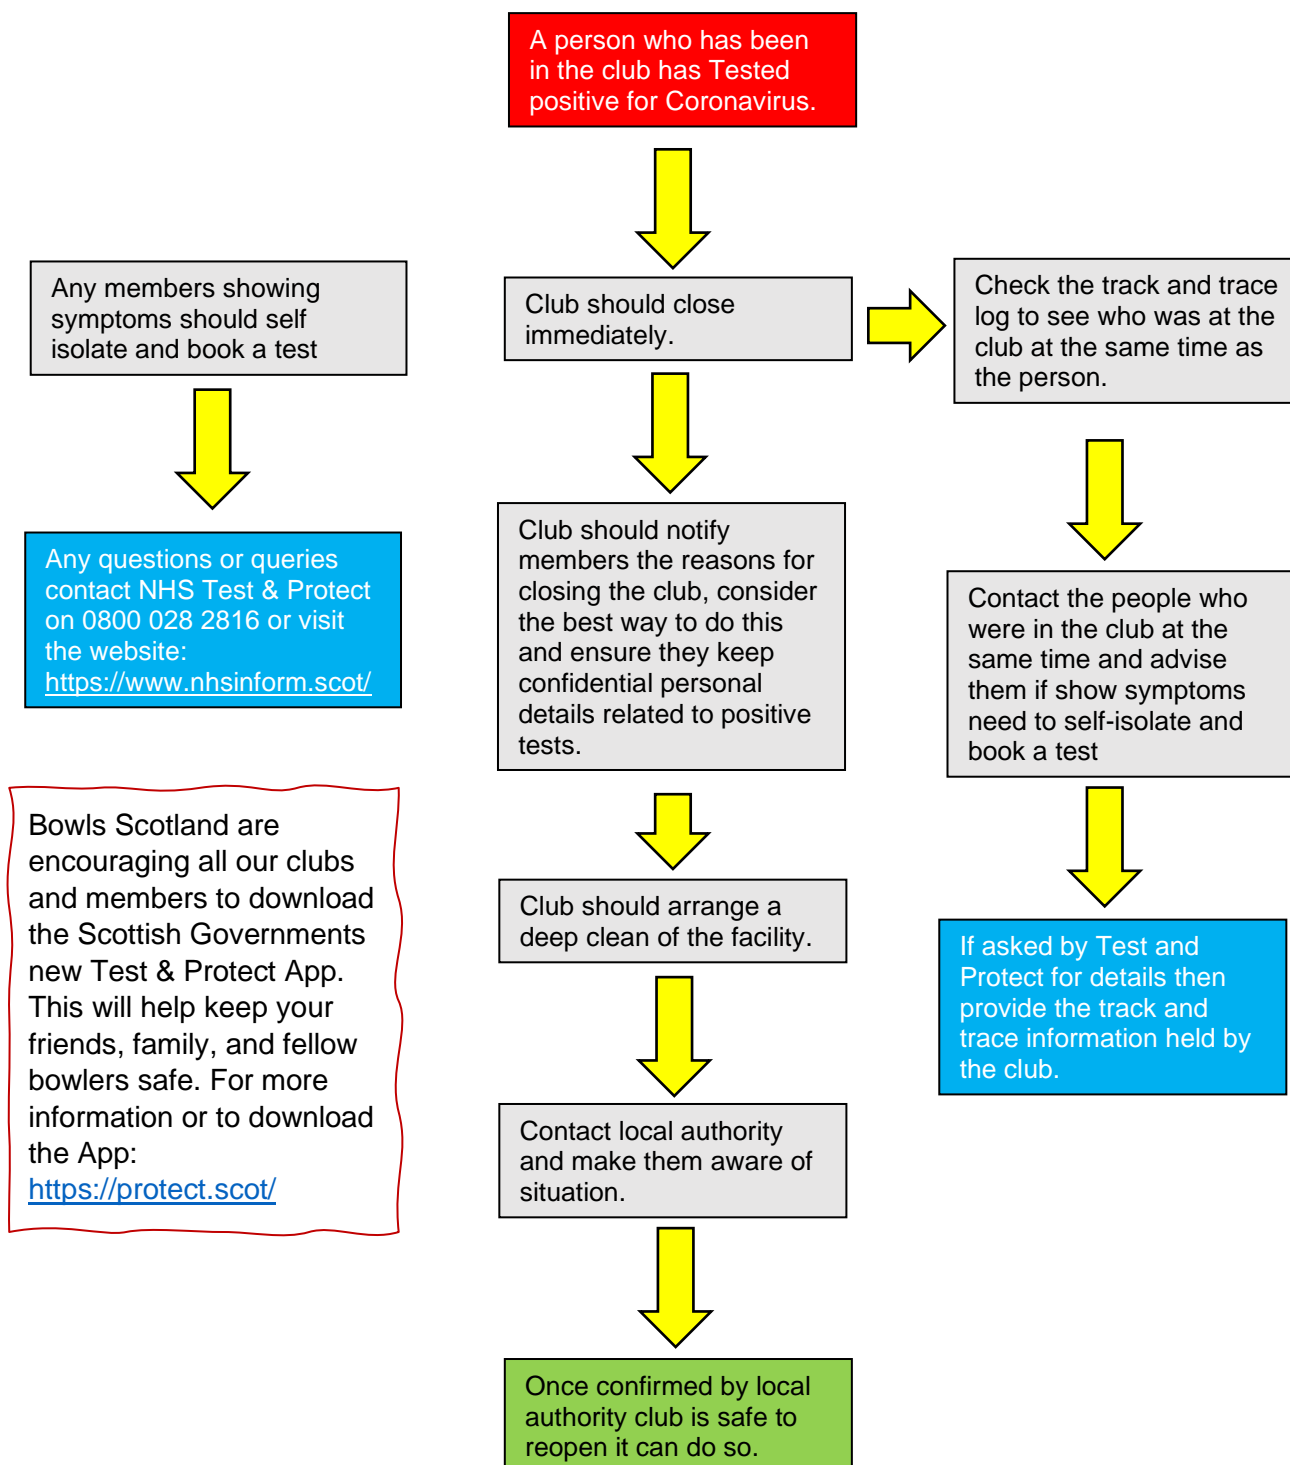 A person who has been
in the club has Tested
positive for Coronavirus.
Any members showing
symptoms should self
isolate and book a test
Club should close
immediately.
Check the track and trace
log to see who was at the
club at the same time as
the person.
Any questions or queries
contact NHS Test & Protect
on 0800 028 2816 or visit
the website:
https://www.nhsinform.scot/
Club should notify
members the reasons for
closing the club, consider
the best way to do this
and ensure they keep
confidential personal
details related to positive
tests.
Contact the people who
were in the club at the
same time and advise
them if show symptoms
need to self-isolate and
book a test
Bowls Scotland are
encouraging all our clubs
and members to download
the Scottish Governments
new Test & Protect App.
This will help keep your
friends, family, and fellow
bowlers safe. For more
information or to download
the App:
https://protect.scot/
Club should arrange a
deep clean of the facility.
If asked by Test and
Protect for details then
provide the track and
trace information held by
the club.
Contact local authority
and make them aware of
situation.
Once confirmed by local
authority club is safe to
reopen it can do so.